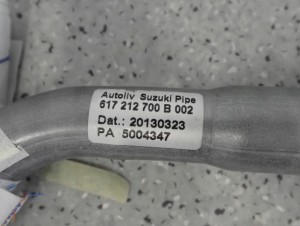 Autoliv Suzuki Pipe
617 212 700 B 002
Dat.: 20130323
PA 5004347